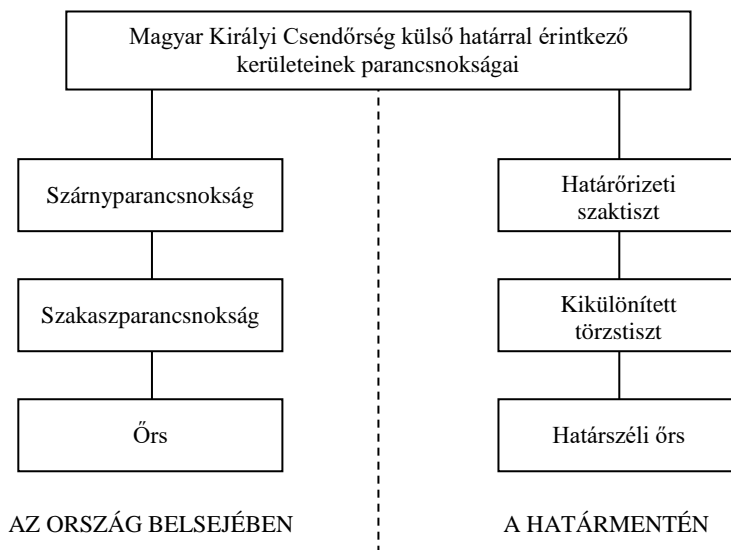 Magyar Királyi Csendőrség külső határral érintkező
kerületeinek parancsnokságai
Szárnyparancsnokság
Határőrizeti
szaktiszt
Szakaszparancsnokság
Kikülönített
törzstiszt
Őrs
Határszéli őrs
AZ ORSZÁG BELSEJÉBEN
A HATÁRMENTÉN